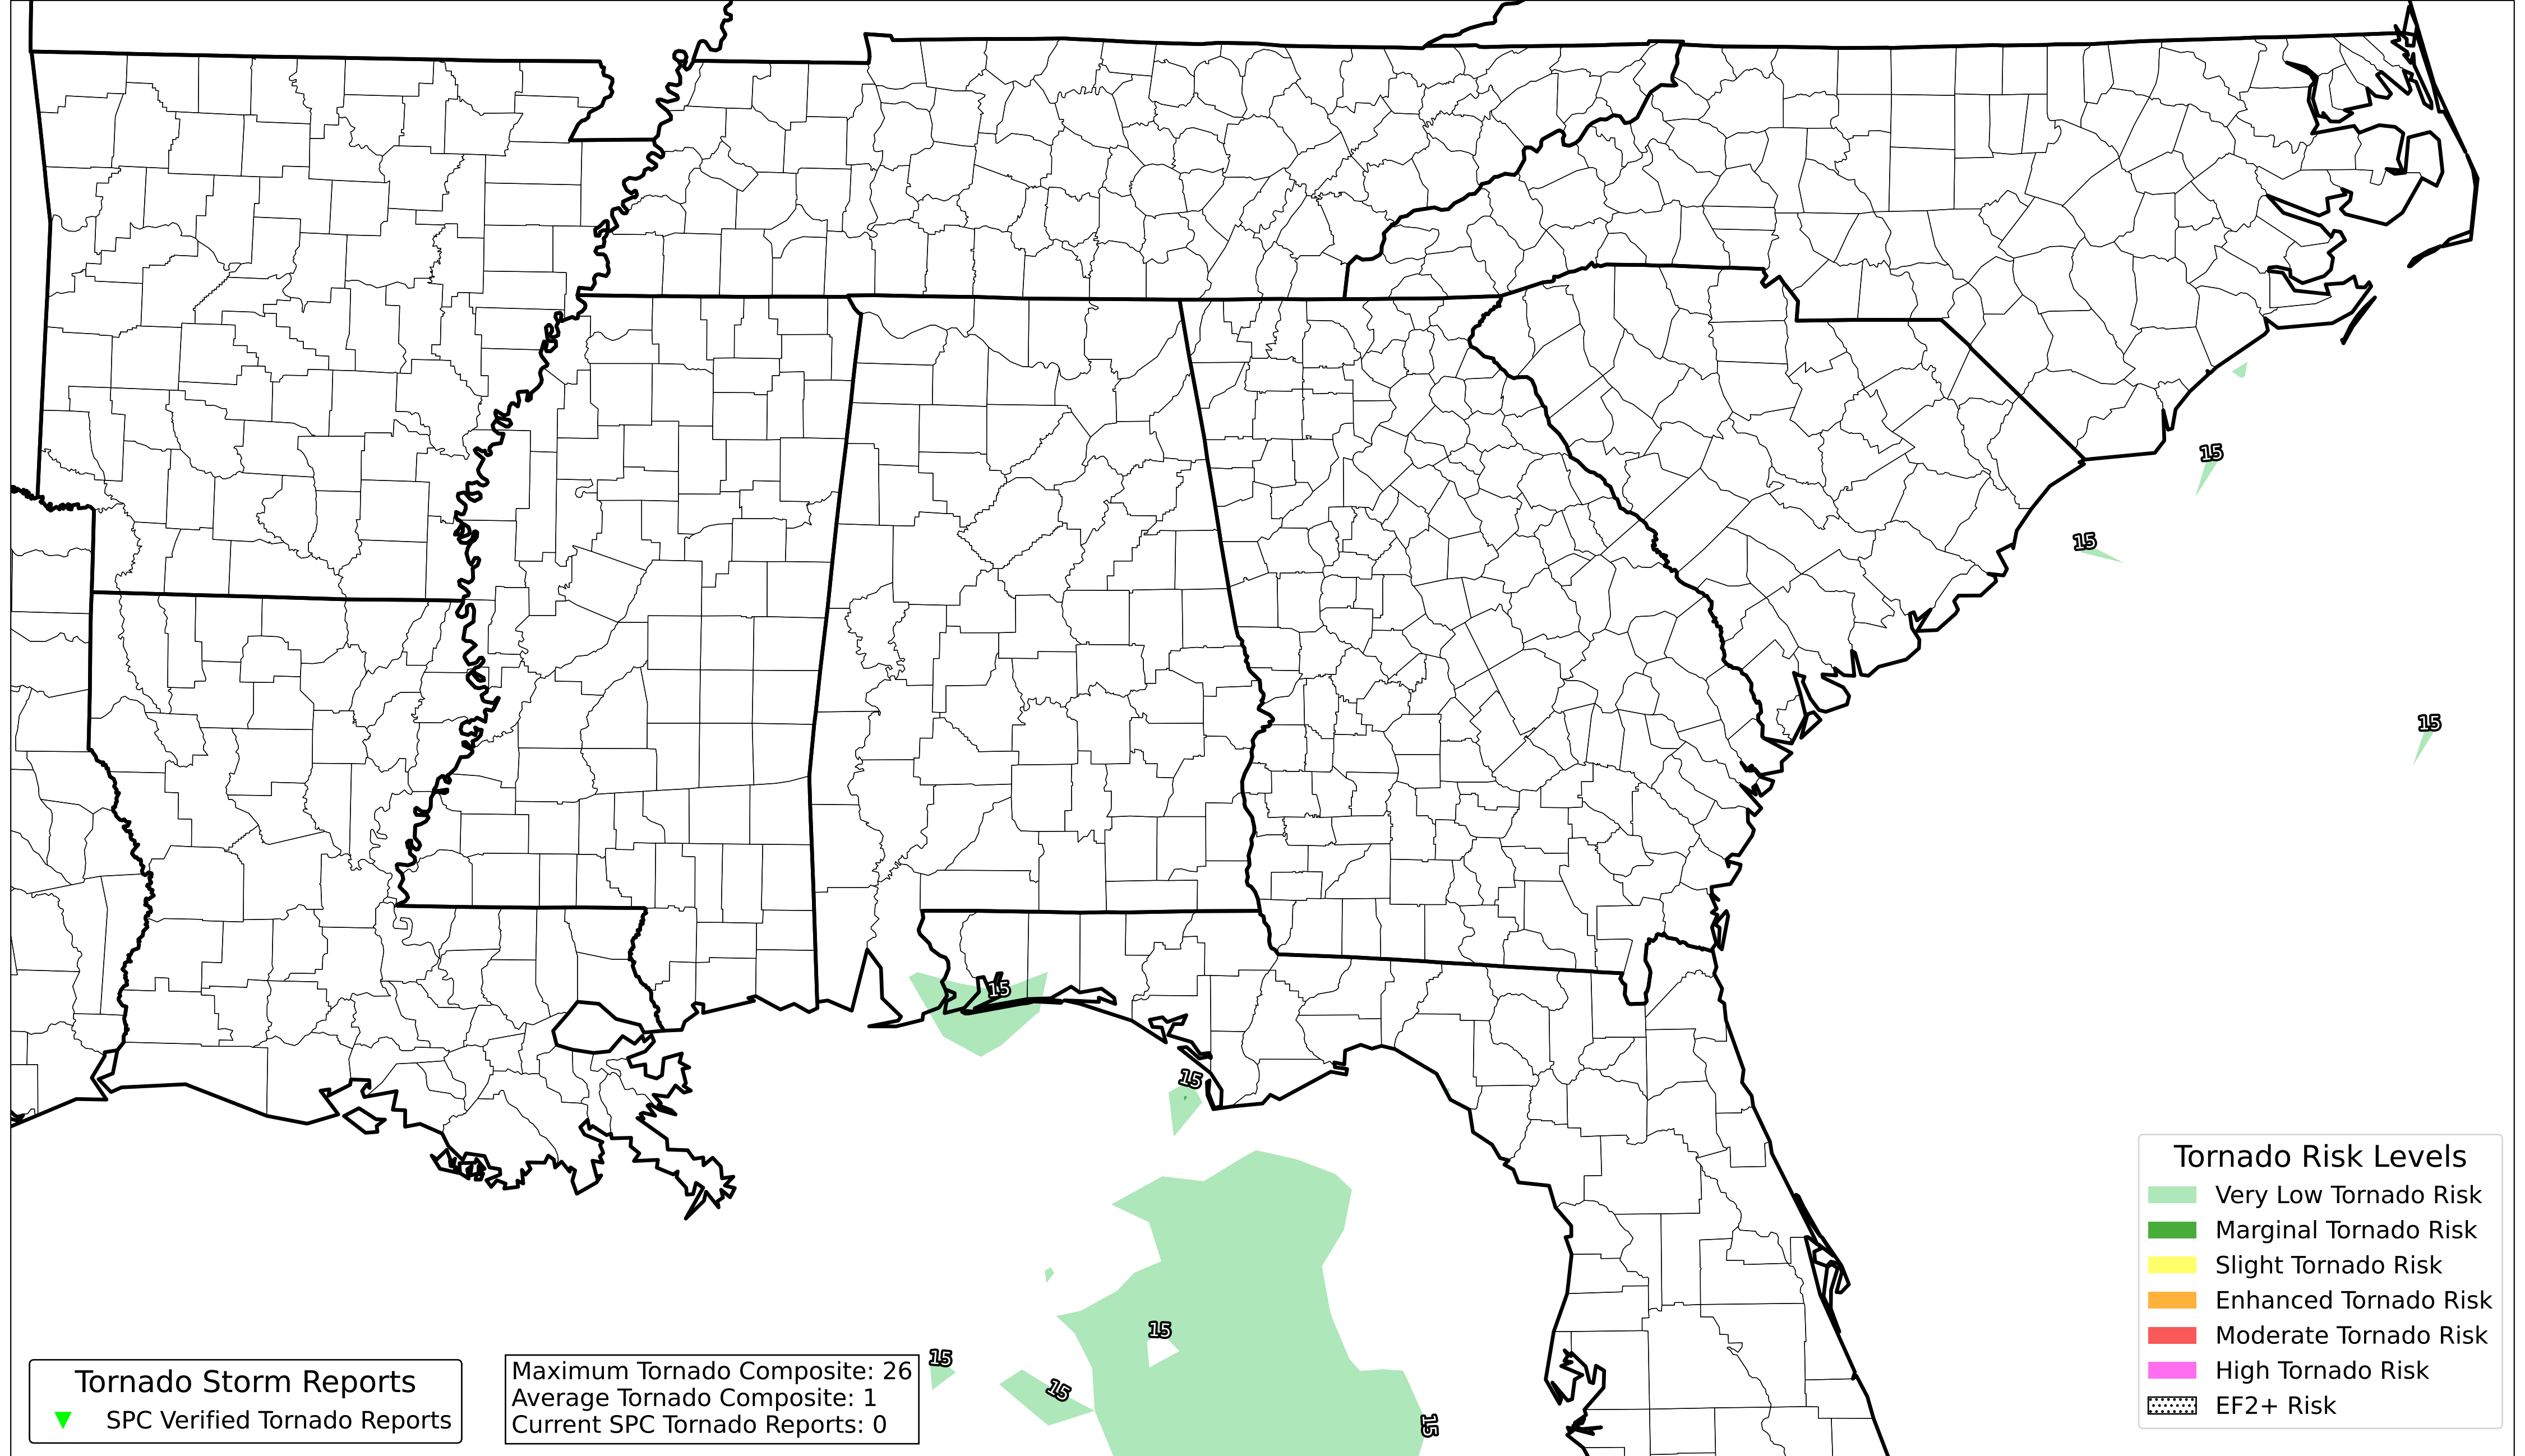 15
15
15
15
15
15
15
15
Tornado Risk Levels
Very Low Tornado Risk
Marginal Tornado Risk
Slight Tornado Risk
Enhanced Tornado Risk
Moderate Tornado Risk
High Tornado Risk
EF2+ Risk
15
Tornado Storm Reports
SPC Verified Tornado Reports
Maximum Tornado Composite: 26
Average Tornado Composite: 1
Current SPC Tornado Reports: 0